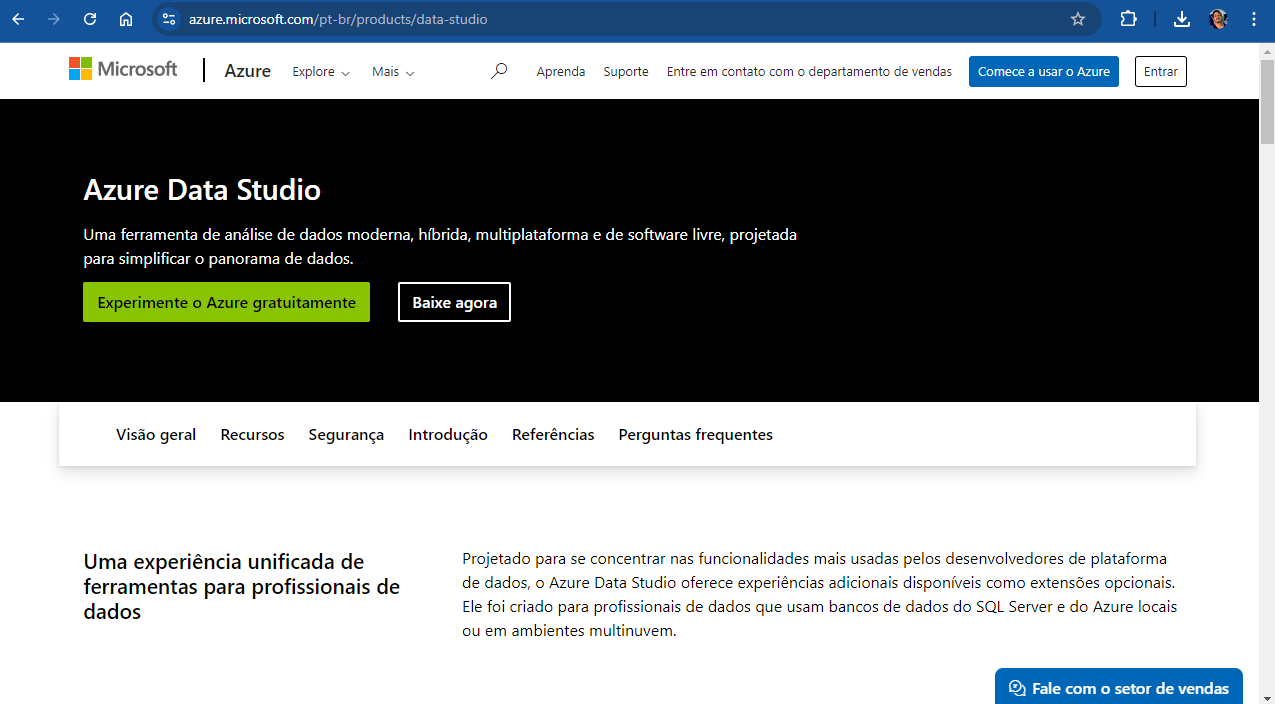 azure.microsoft.com/pt-br/products/data-studio
Microsoft Azure Explore Mais Aprenda Suporte Entre em contato com o departamento de vendas Comece a usar o Azure Entrar
Azure Data Studio
Uma ferramenta de análise de dados moderna, híbrida, multiplataforma e de software livre, projetada
para simplificar o panorama de dados.
Experimente o Azure gratuitamente Baixe agora
Visão geral Recursos Segurança Introdução Referências Perguntas frequentes
Uma experiência unificada de
ferramentas para profissionais de
dados
Projetado para se concentrar nas funcionalidades mais usadas pelos desenvolvedores de plataforma
de dados, o Azure Data Studio oferece experiências adicionais disponíveis como extensões opcionais.
Ele foi criado para profissionais de dados que usam bancos de dados do SQL Server e do Azure locais
ou em ambientes multinuvem.
Fale com o setor de vendas